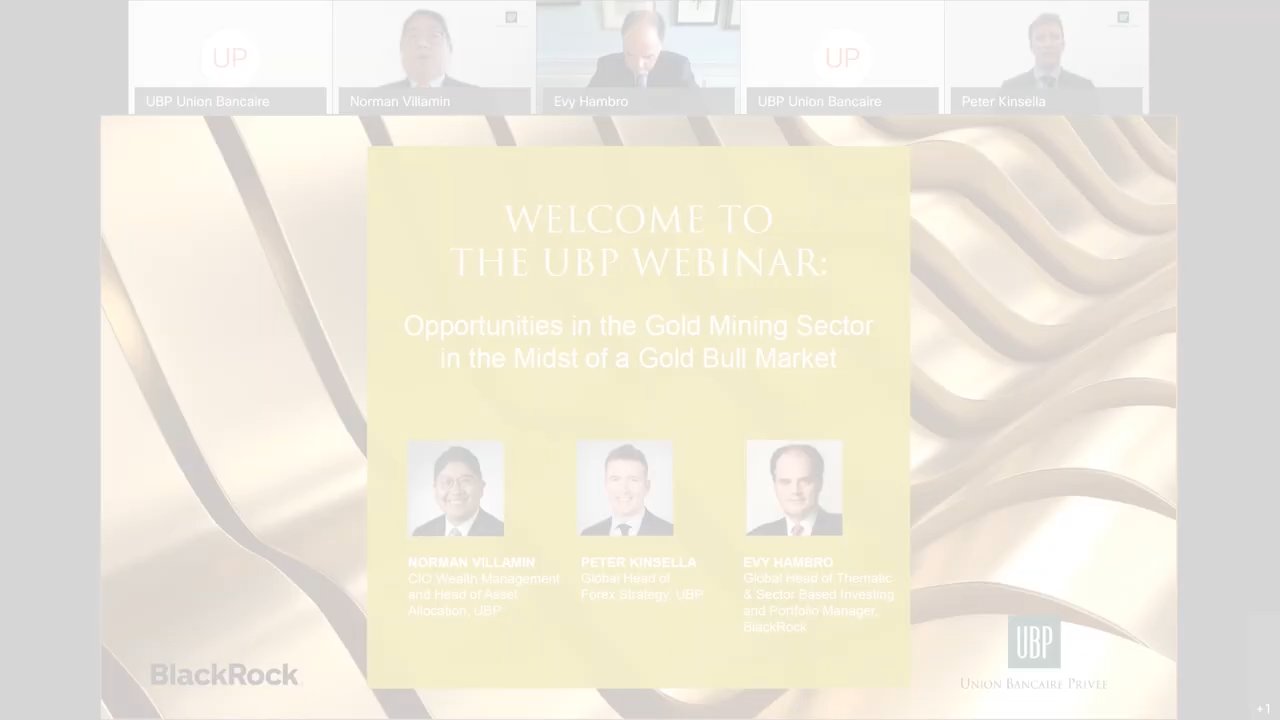 UP
UP
UBP Union Bancaire
Norman Villamin
Evy Hambro
UBP Union Bancaire
Peter Kinsella
WELCOME TO
THE UBP WEBINAR:
Opportunities in the Gold Mining Sector
in the Midst of a Gold Bull Market
NORMAN VILLAMIN
CIO Wealth Management
and Head of Asset
Allocation, UBP
PETER KINSELLA
Global Head of
Forex Strategy, UBP
EVY HAMBRO
Global Head of Thematic
& Sector Based Investing
and Portfolio Manager,
BlackRock
BlackRock
UBP
UNION BANCAIRE PRIVÉE
+1